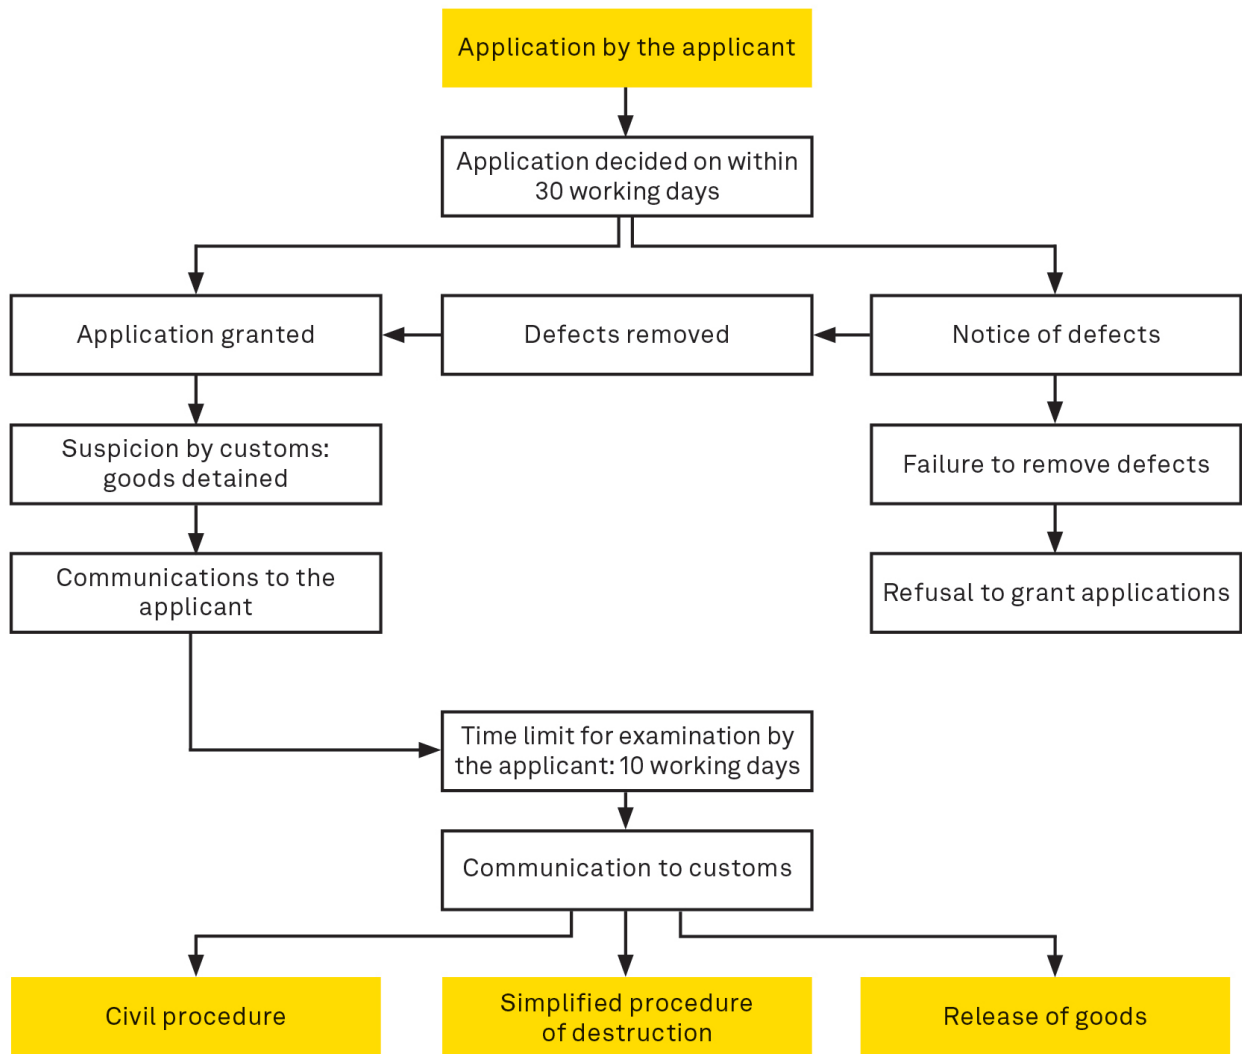 Application by the applicant
Application decided on within
30 working days
Application granted
Defects removed
Notice of defects
Suspicion by customs:
goods detained
Failure to remove defects
Communications to the
applicant
Refusal to grant applications
Time limit for examination by
the applicant: 10 working days
Communication to customs
Civil procedure
Simplified procedure
of destruction
Release of goods